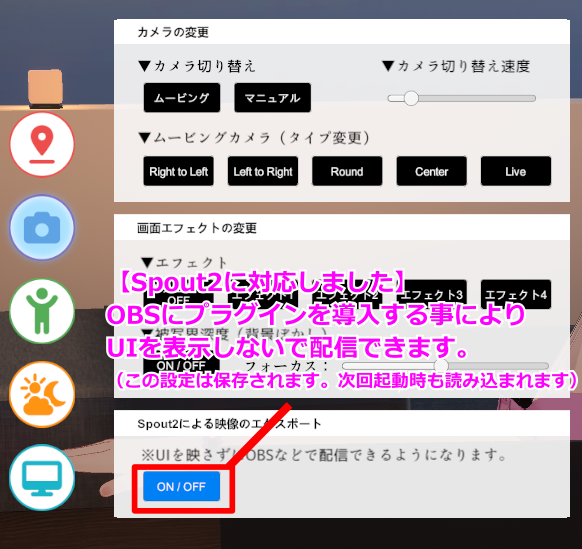 カメラの変更
▼カメラ切り替え
▼カメラ切り替え速度
ムービング
マニュアル
▼ムービングカメラ(タイプ変更)
Right to Left
Left to Right
Round
Center
Live
画面エフェクトの変更
▼エフェクト
【Spout2に対応しました】
OFF
エフェクト1
エフェクト2
エフェクト3
エフェクト4
OBSにプラグインを導入する事により
▼被写界深度(背景ぼかし)
UIを表示しないで配信できます。
ON / OFF
フォーカス:
(この設定は保存されます。次回起動時も読み込まれます)
Spout2による映像のエクスポート
※UIを映さずにOBSなどで配信できるようになります。
ON / OFF